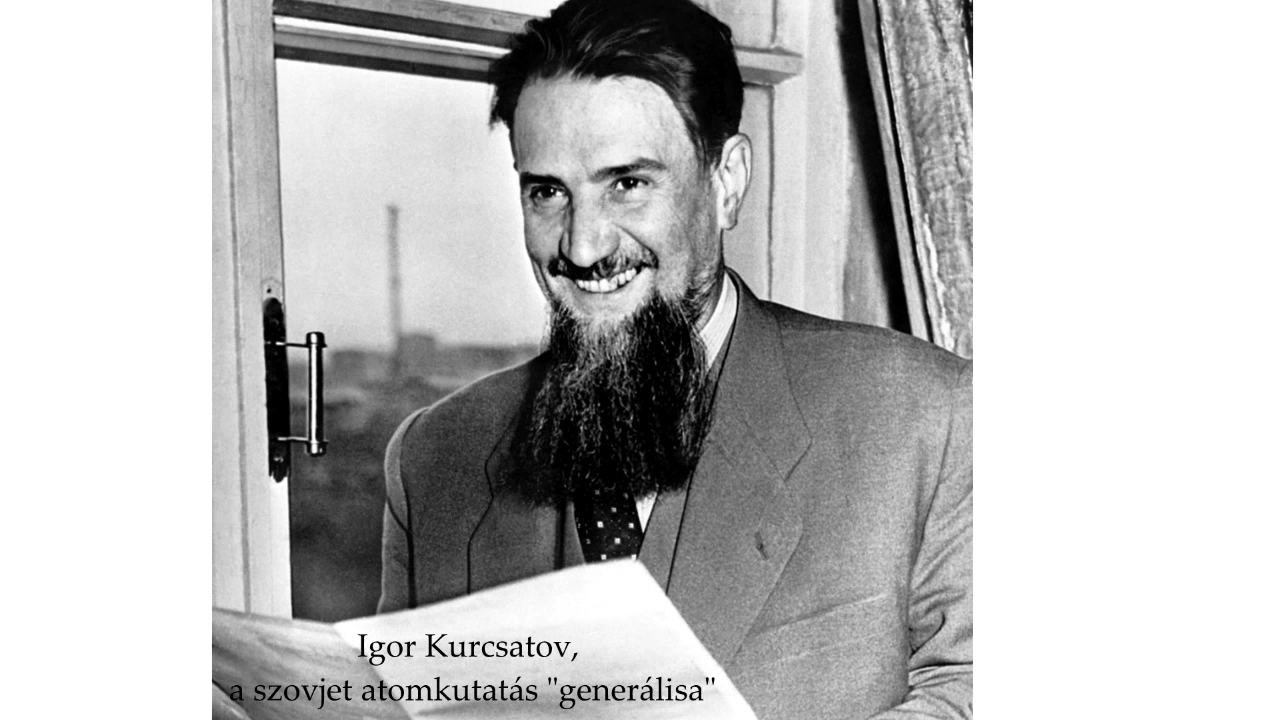 Igor Kurcsatov,
a szovjet atomkutatás "generálisa"